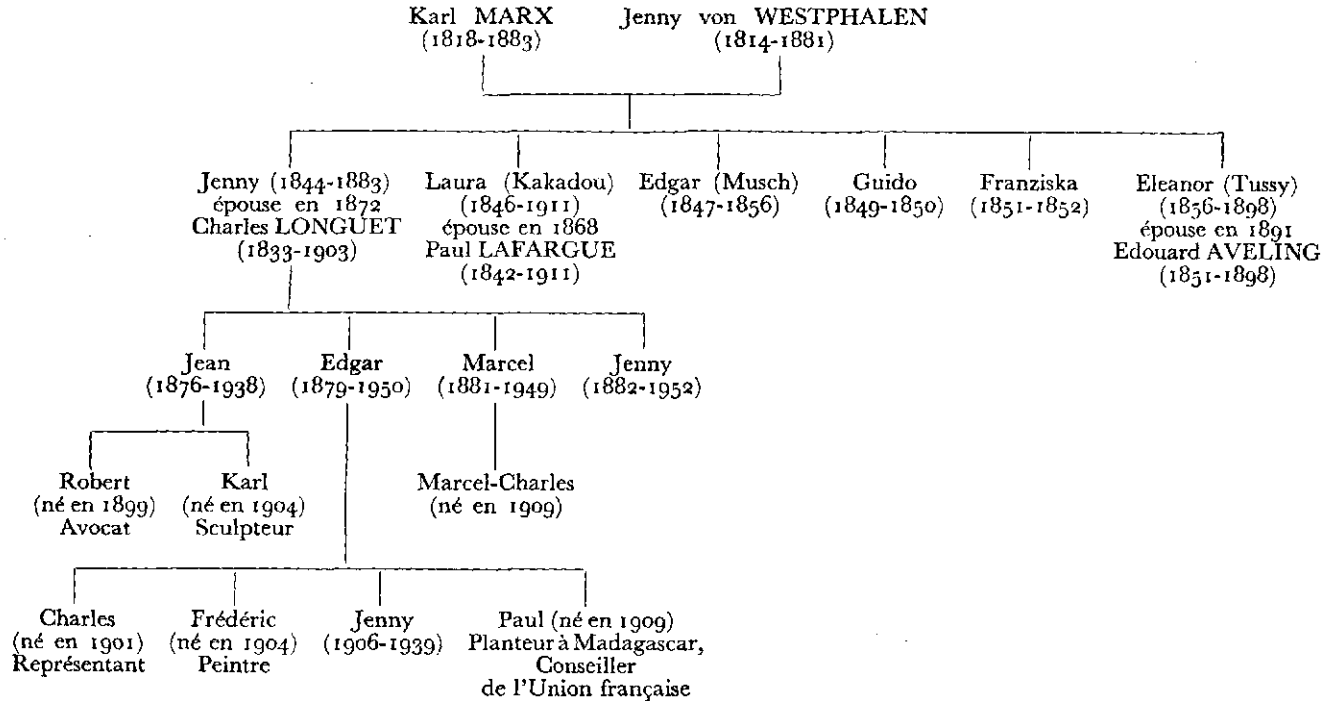 Karl MARX
(1818-1883)
Jenny von WESTPHALEN
(1814-1881)
Jenny (1844-1883)
épouse en 1872
Charles LONGUET
(1833-1903)
Laura (Kakadou)
(1846-1911)
épouse en 1868
Paul LAFARGUE
(1842-1911)
Edgar (Musch)
(1847-1856)
Guido
(1849-1850)
Franziska
(1851-1852)
Eleanor (Tussy)
(1856-1898)
épouse en 1891
Edouard AVELING
(1851-1898)
Jean
(1876-1938)
Edgar
(1879-1950)
Marcel
(1881-1949)
Jenny
(1882-1952)
Robert
(né en 1899)
Avocat
Karl
(né en 1904)
Sculpteur
Marcel-Charles
(né en 1909)
Charles
(né en 1901)
Représentant
Frédéric
(né en 1904)
Peintre
Jenny
(1906-1939)
Paul (né en 1909)
Planteur à Madagascar,
Conseiller
de l'Union française